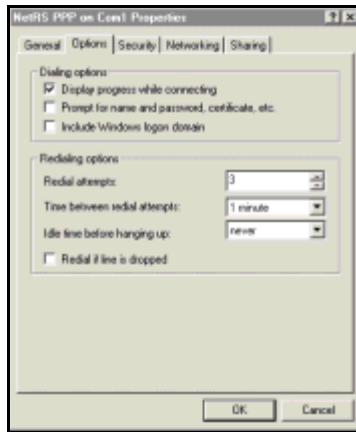 NetRS PPP on Com1 Properties
General Options Security Networking Sharing
Dialing options
Display progress while connecting
Prompt for name and password, certificate, etc.
Include Windows logon domain
Redialing options
Redial attempts: 3
Time between redial attempts: 1 minute
Idle time before hanging up: never
Redial if line is dropped
OK Cancel